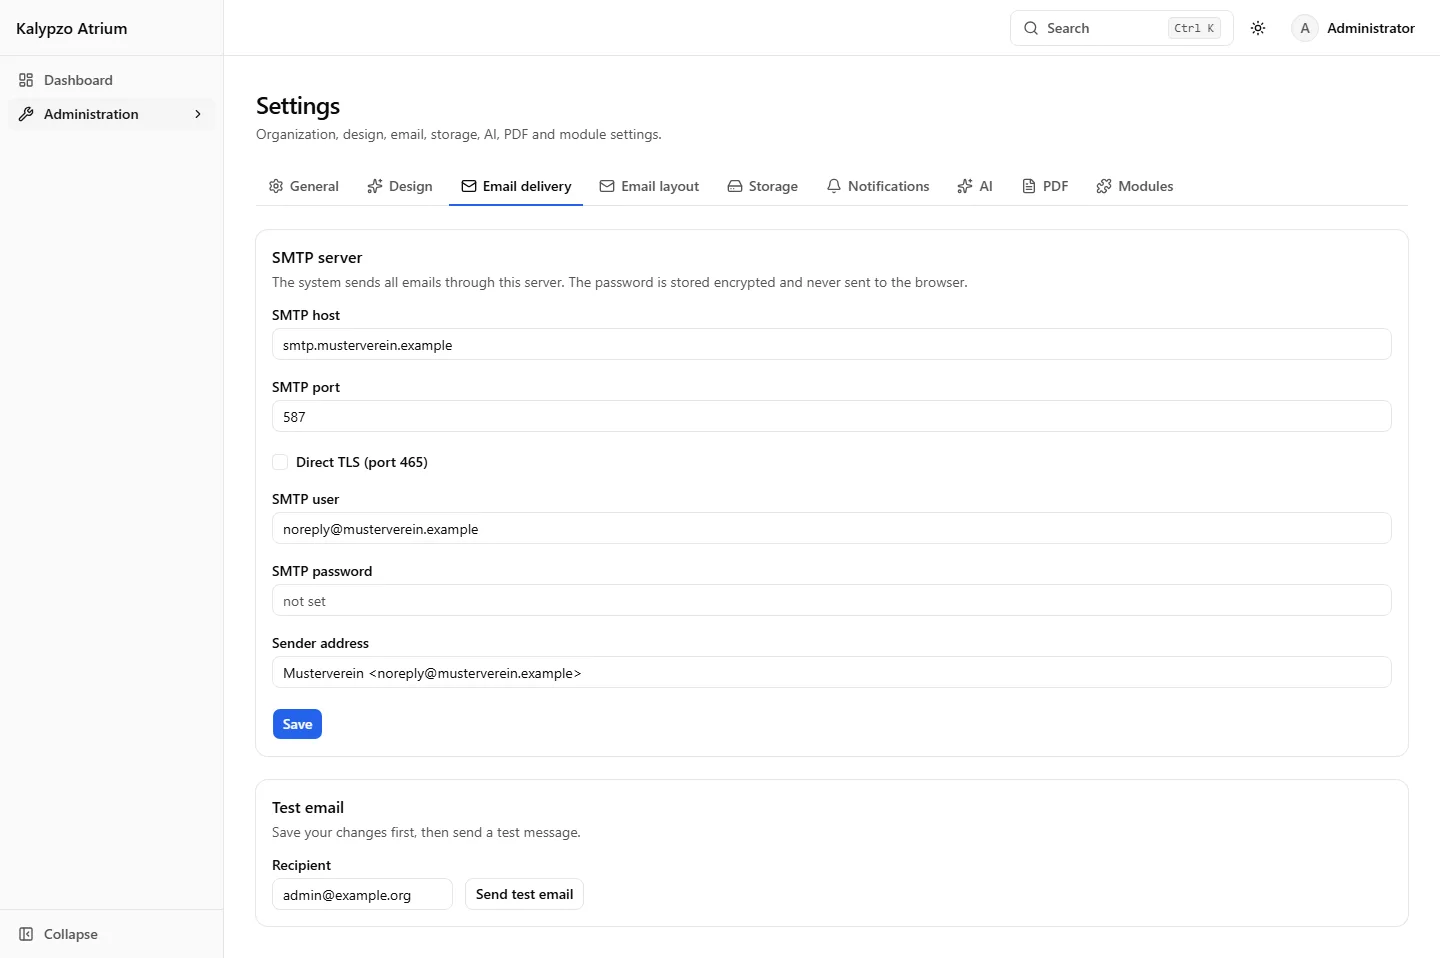 Kalypzo Atrium
Search
Ctrl K
A
Administrator
Dashboard
Administration
Settings
Organization, design, email, storage, AI, PDF and module settings.
General
Design
Email delivery
Email layout
Storage
Notifications
AI
PDF
Modules
SMTP server
The system sends all emails through this server. The password is stored encrypted and never sent to the browser.
SMTP host
smtp.musterverein.example
SMTP port
587
Direct TLS (port 465)
SMTP user
noreply@musterverein.example
SMTP password
not set
Sender address
Musterverein <noreply@musterverein.example>
Save
Test email
Save your changes first, then send a test message.
Recipient
admin@example.org
Send test email
Collapse